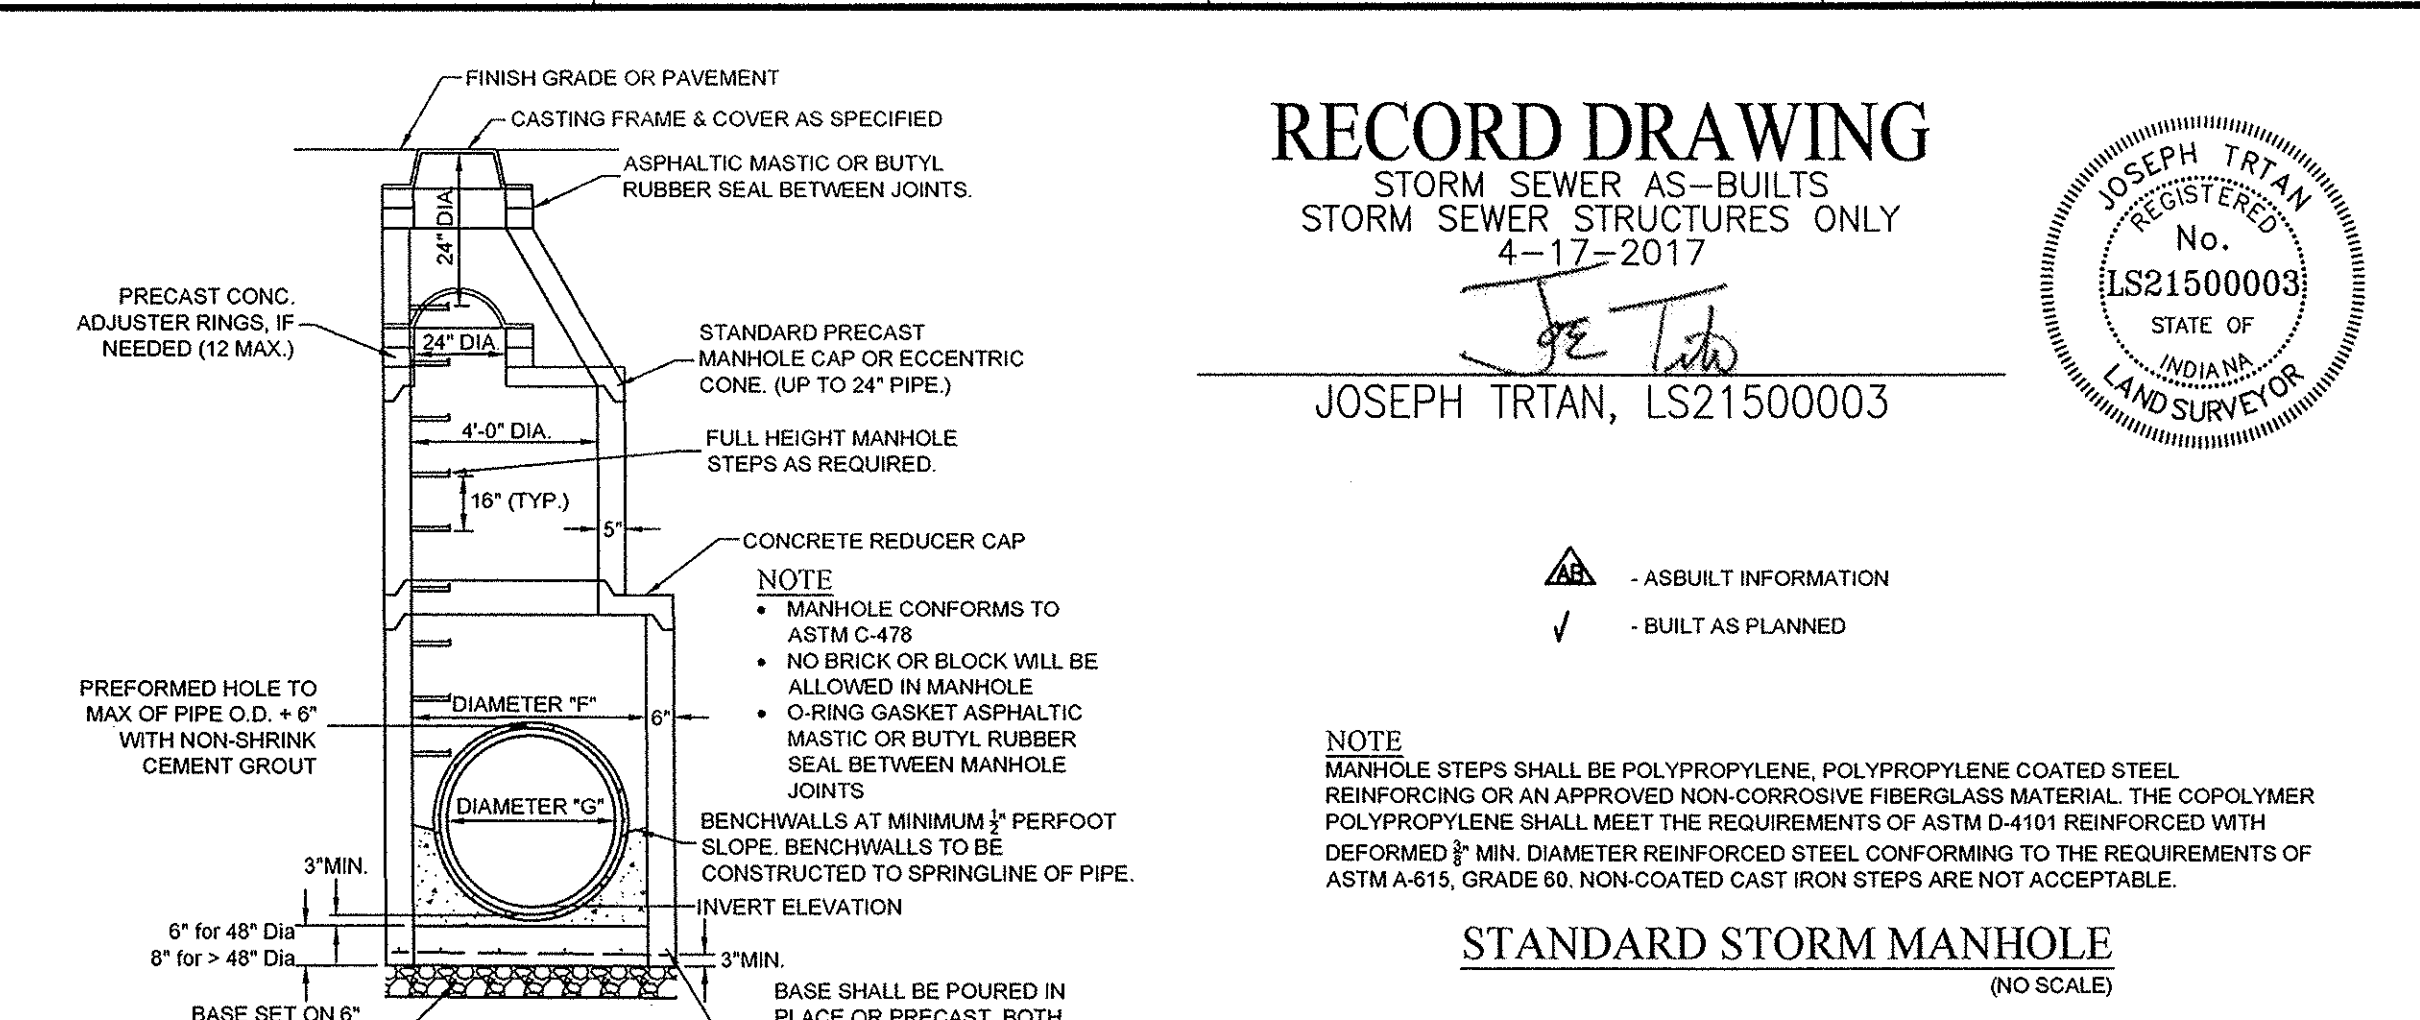 FINISH GRADE OR PAVEMENT
CASTING FRAME & COVER AS SPECIFIED
ASPHALTIC MASTIC OR BUTYL
RUBBER SEAL BETWEEN JOINTS.
24" DIA.
PRECAST CONC.
ADJUSTER RINGS, IF
NEEDED (12 MAX.)
24" DIA.
STANDARD PRECAST
MANHOLE CAP OR ECCENTRIC
CONE. (UP TO 24" PIPE.)
4'-0" DIA.
FULL HEIGHT MANHOLE
STEPS AS REQUIRED.
16" (TYP.)
5"
CONCRETE REDUCER CAP
NOTE
• MANHOLE CONFORMS TO
ASTM C-478
• NO BRICK OR BLOCK WILL BE
ALLOWED IN MANHOLE
• O-RING GASKET ASPHALTIC
MASTIC OR BUTYL RUBBER
SEAL BETWEEN MANHOLE
JOINTS
PREFORMED HOLE TO
MAX OF PIPE O.D. + 6"
WITH NON-SHRINK
CEMENT GROUT
DIAMETER "F"
6"
DIAMETER "G"
BENCHWALLS AT MINIMUM ½" PERFOOT
SLOPE. BENCHWALLS TO BE
CONSTRUCTED TO SPRINGLINE OF PIPE.
3"MIN.
INVERT ELEVATION
6" for 48" Dia
8" for > 48" Dia
3"MIN.
BASE SET ON 6"
BASE SHALL BE POURED IN
PLACE OR PRECAST. BOTH
RECORD DRAWING
STORM SEWER AS-BUILTS
STORM SEWER STRUCTURES ONLY
4-17-2017
JOSEPH TRTAN, LS21500003
JOSEPH TRTAN
REGISTERED
No.
LS21500003
STATE OF
INDIANA
LAND SURVEYOR
AB - ASBUILT INFORMATION
✓ - BUILT AS PLANNED
NOTE
MANHOLE STEPS SHALL BE POLYPROPYLENE, POLYPROPYLENE COATED STEEL
REINFORCING OR AN APPROVED NON-CORROSIVE FIBERGLASS MATERIAL. THE COPOLYMER
POLYPROPYLENE SHALL MEET THE REQUIREMENTS OF ASTM D-4101 REINFORCED WITH
DEFORMED ⅜" MIN. DIAMETER REINFORCED STEEL CONFORMING TO THE REQUIREMENTS OF
ASTM A-615, GRADE 60. NON-COATED CAST IRON STEPS ARE NOT ACCEPTABLE.
STANDARD STORM MANHOLE
(NO SCALE)